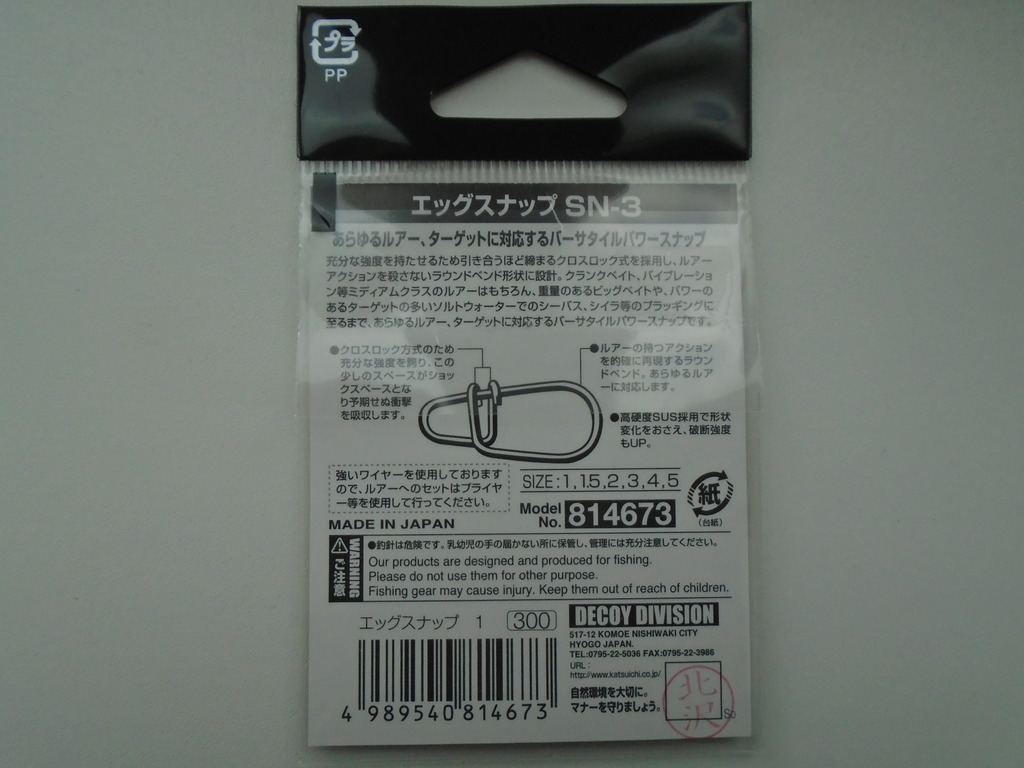 プラ
PP
エッグスナップ SN-3
あらゆるルアー、ターゲットに対応するバーサタイルパワースナップ
充分な強度を持たせるため引き合うほど締まるクロスロック式を採用し、ルアー
アクションを殺さないラウンドベンド形状に設計。クランクベイト、バイブレーショ
ン等ミディアムクラスのルアーはもちろん、重量のあるビッグベイトや、パワーの
あるターゲットの多いソルトウォーターでのシーバス、シイラ等のプラッギングに
至るまで、あらゆるルアー、ターゲットに対応するバーサタイルパワースナップです。
●クロスロック方式のため
充分な強度を誇り、この
少しのスペースがショッ
クスペースとな
り予期せぬ衝撃
を吸収します。
●ルアーの持つアクション
を的確に再現するラウン
ドベンド。あらゆるルアー
に対応します。
●高硬度SUS採用で形状
変化をおさえ、破断強度
もUP。
強いワイヤーを使用しております
ので、ルアーへのセットはプライヤ
ー等を使用して行ってください。
SIZE:1,1.5,2,3,4,5
Model No. 814673
紙
(台紙)
MADE IN JAPAN
WARNING
ご注意
●釣針は危険です。乳幼児の手の届かない所に保管し、管理には充分注意してください。
Our products are designed and produced for fishing.
Please do not use them for other purpose.
Fishing gear may cause injury. Keep them out of reach of children.
エッグスナップ 1 300
4 989540 814673
DECOY DIVISION
517-12 KOMOE NISHIWAKI CITY
HYOGO JAPAN.
TEL:0795-22-5036 FAX:0795-22-3986
URL:
http://www.katsuichi.co.jp/
自然環境を大切に。
マナーを守りましょう。
北沢
So